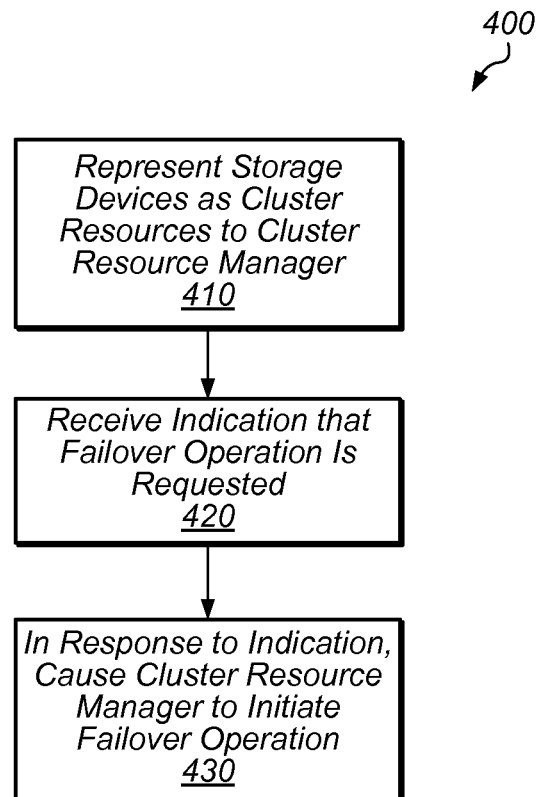 400
Represent Storage
Devices as Cluster
Resources to Cluster
Resource Manager
410
Receive Indication that
Failover Operation Is
Requested
420
In Response to Indication,
Cause Cluster Resource
Manager to Initiate
Failover Operation
430